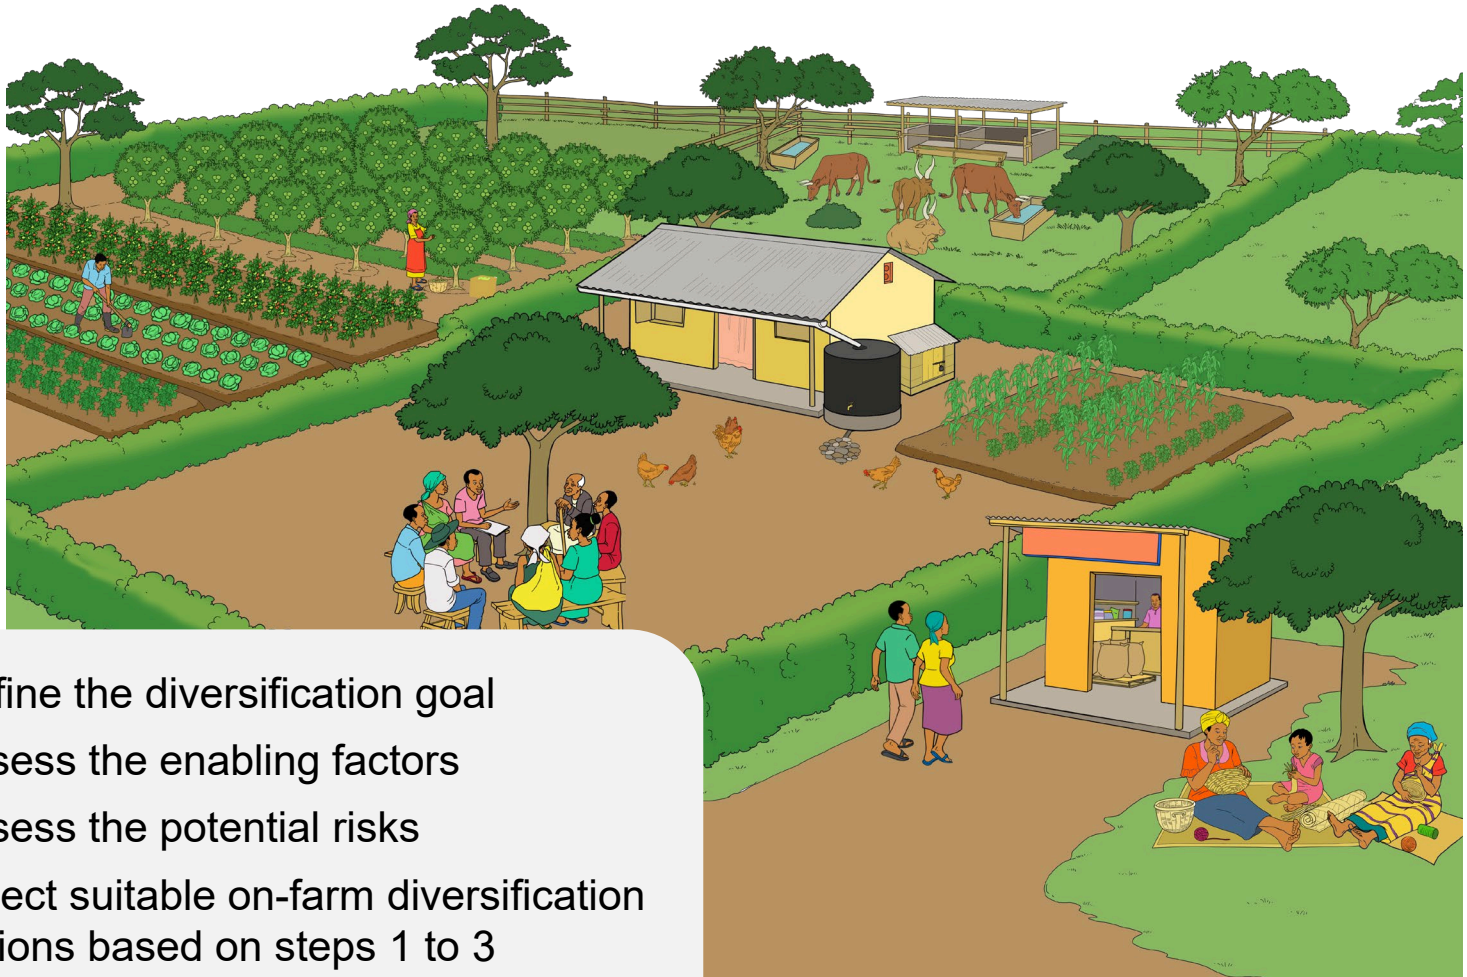 fine the diversification goal
sess the enabling factors
sess the potential risks
ect suitable on-farm diversification
ions based on steps 1 to 3